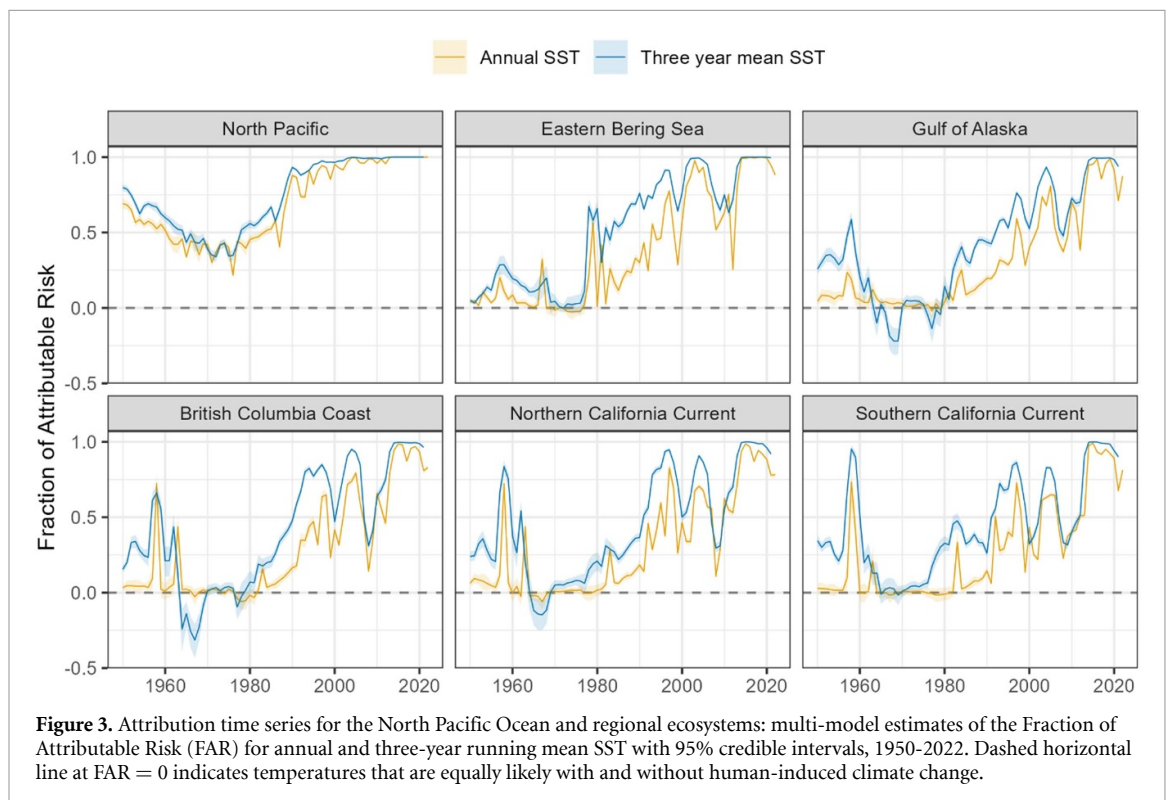 Annual SST Three year mean SST
North Pacific Eastern Bering Sea Gulf of Alaska
1.0
0.5
0.0
-0.5
Fraction of Attributable Risk
British Columbia Coast Northern California Current Southern California Current
1.0
0.5
0.0
-0.5
1960 1980 2000 2020 1960 1980 2000 2020 1960 1980 2000 2020
Figure 3. Attribution time series for the North Pacific Ocean and regional ecosystems: multi-model estimates of the Fraction of
Attributable Risk (FAR) for annual and three-year running mean SST with 95% credible intervals, 1950-2022. Dashed horizontal
line at FAR = 0 indicates temperatures that are equally likely with and without human-induced climate change.